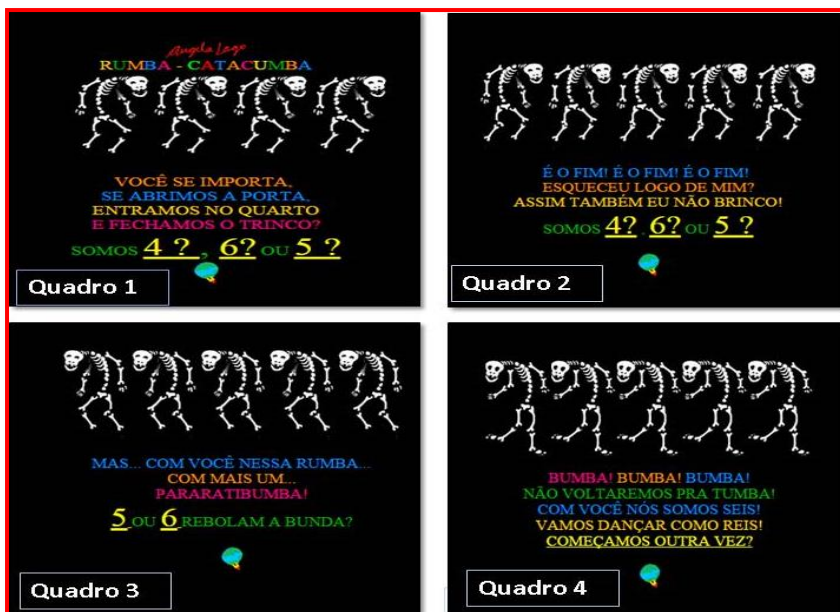 Angela Lago
RUMBA - CATACUMBA
VOCÊ SE IMPORTA,
SE ABRIMOS A PORTA,
ENTRAMOS NO QUARTO
E FECHAMOS O TRINCO?
SOMOS 4 ? , 6? OU 5 ?
Quadro 1
É O FIM! É O FIM! É O FIM!
ESQUECEU LOGO DE MIM?
ASSIM TAMBÉM EU NÃO BRINCO!
SOMOS 4? . 6? OU 5 ?
Quadro 2
MAS... COM VOCÊ NESSA RUMBA...
COM MAIS UM...
PARARATIBUMBA!
5 OU 6 REBOLAM A BUNDA?
Quadro 3
BUMBA! BUMBA! BUMBA!
NÃO VOLTAREMOS PRA TUMBA!
COM VOCÊ NÓS SOMOS SEIS!
VAMOS DANÇAR COMO REIS!
COMEÇAMOS OUTRA VEZ?
Quadro 4